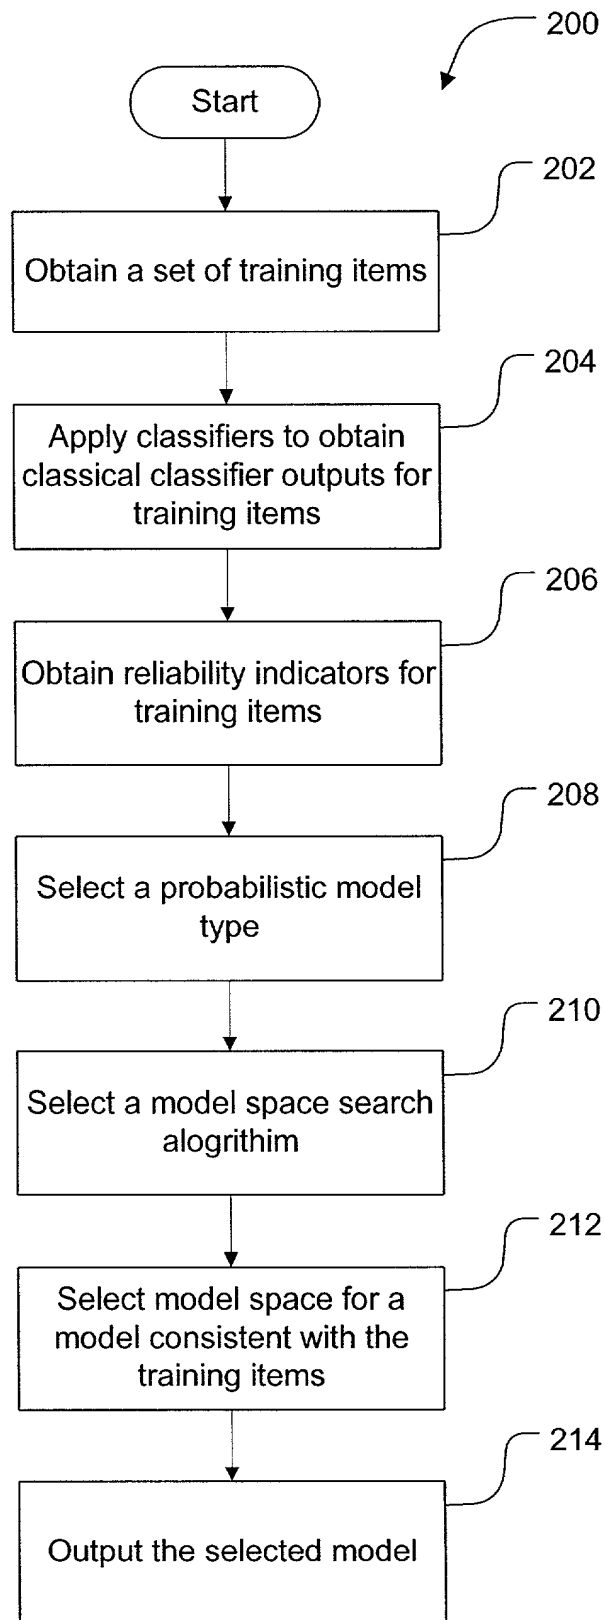 200
Start
202
Obtain a set of training items
204
Apply classifiers to obtain
classical classifier outputs for
training items
206
Obtain reliability indicators for
training items
208
Select a probabilistic model
type
210
Select a model space search
alogrithim
212
Select model space for a
model consistent with the
training items
214
Output the selected model